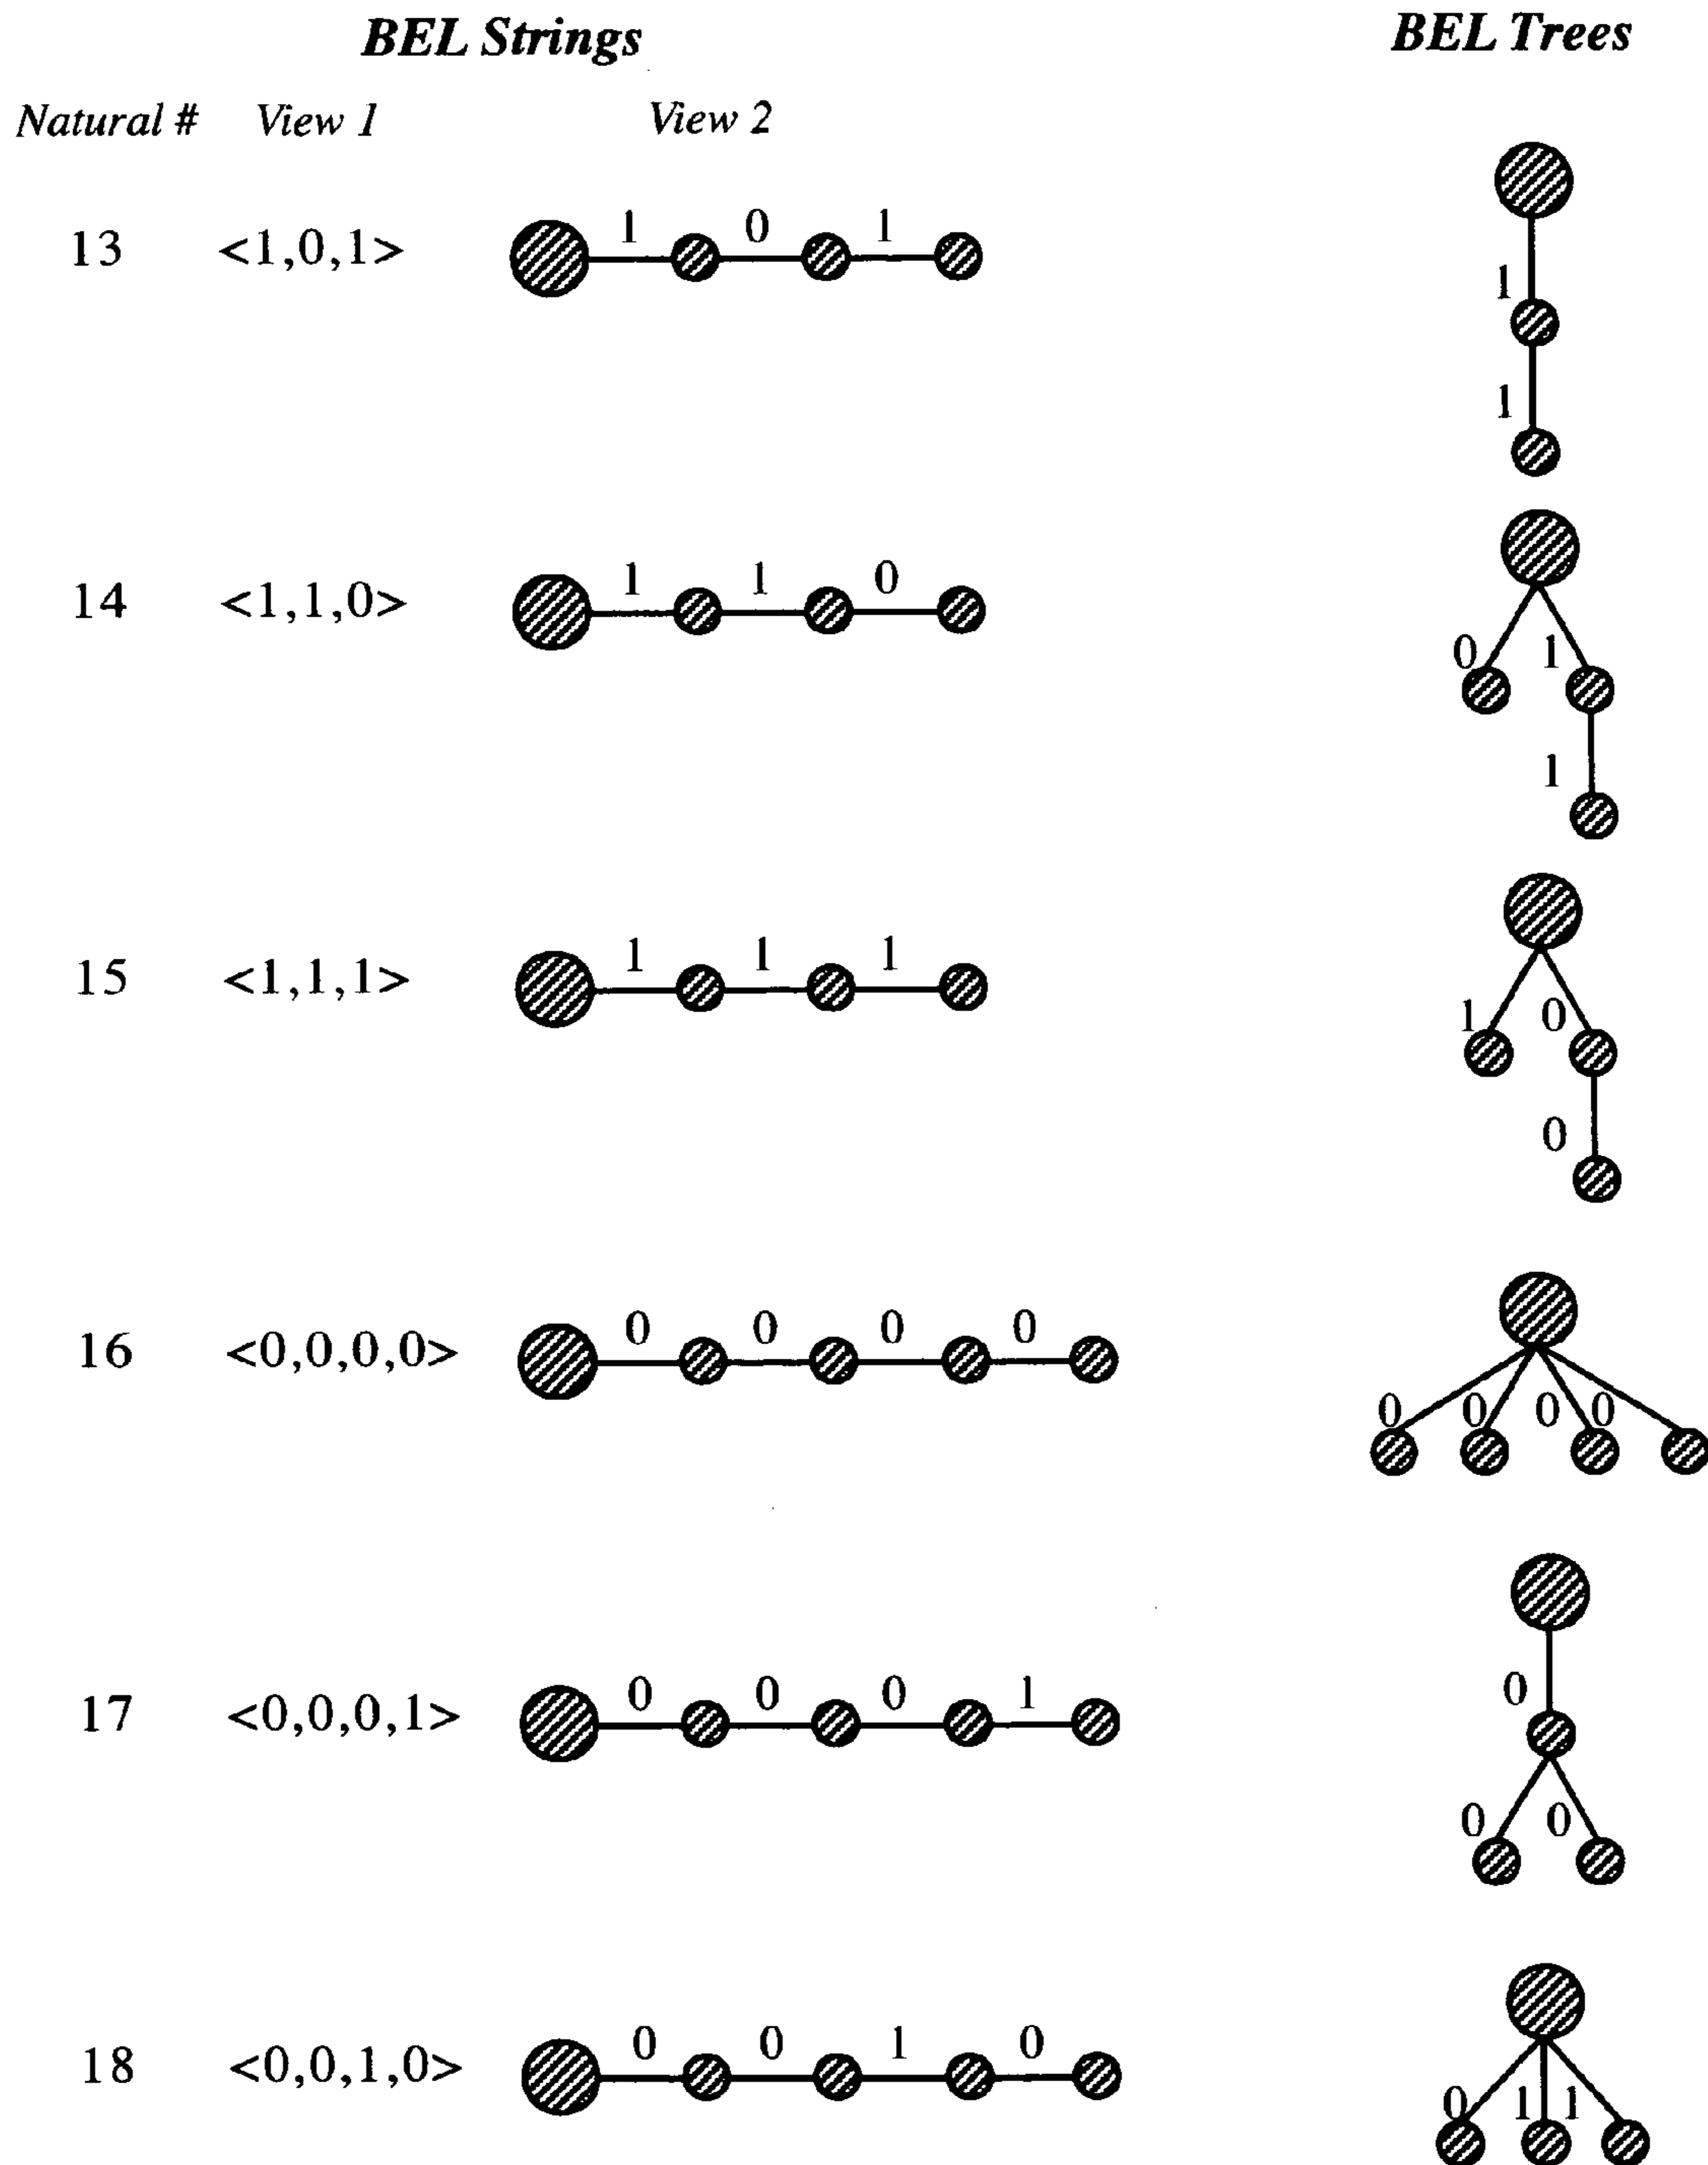 BEL Strings BEL Trees
Natural # View 1 View 2
13 <1,0,1> 1 0 1
1
1
14 <1,1,0> 1 1 0
0 1
1
15 <1,1,1> 1 1 1
1 0
0
16 <0,0,0,0> 0 0 0 0
0 0 0 0
17 <0,0,0,1> 0 0 0 1
0
0 0
18 <0,0,1,0> 0 0 1 0
0 1 1